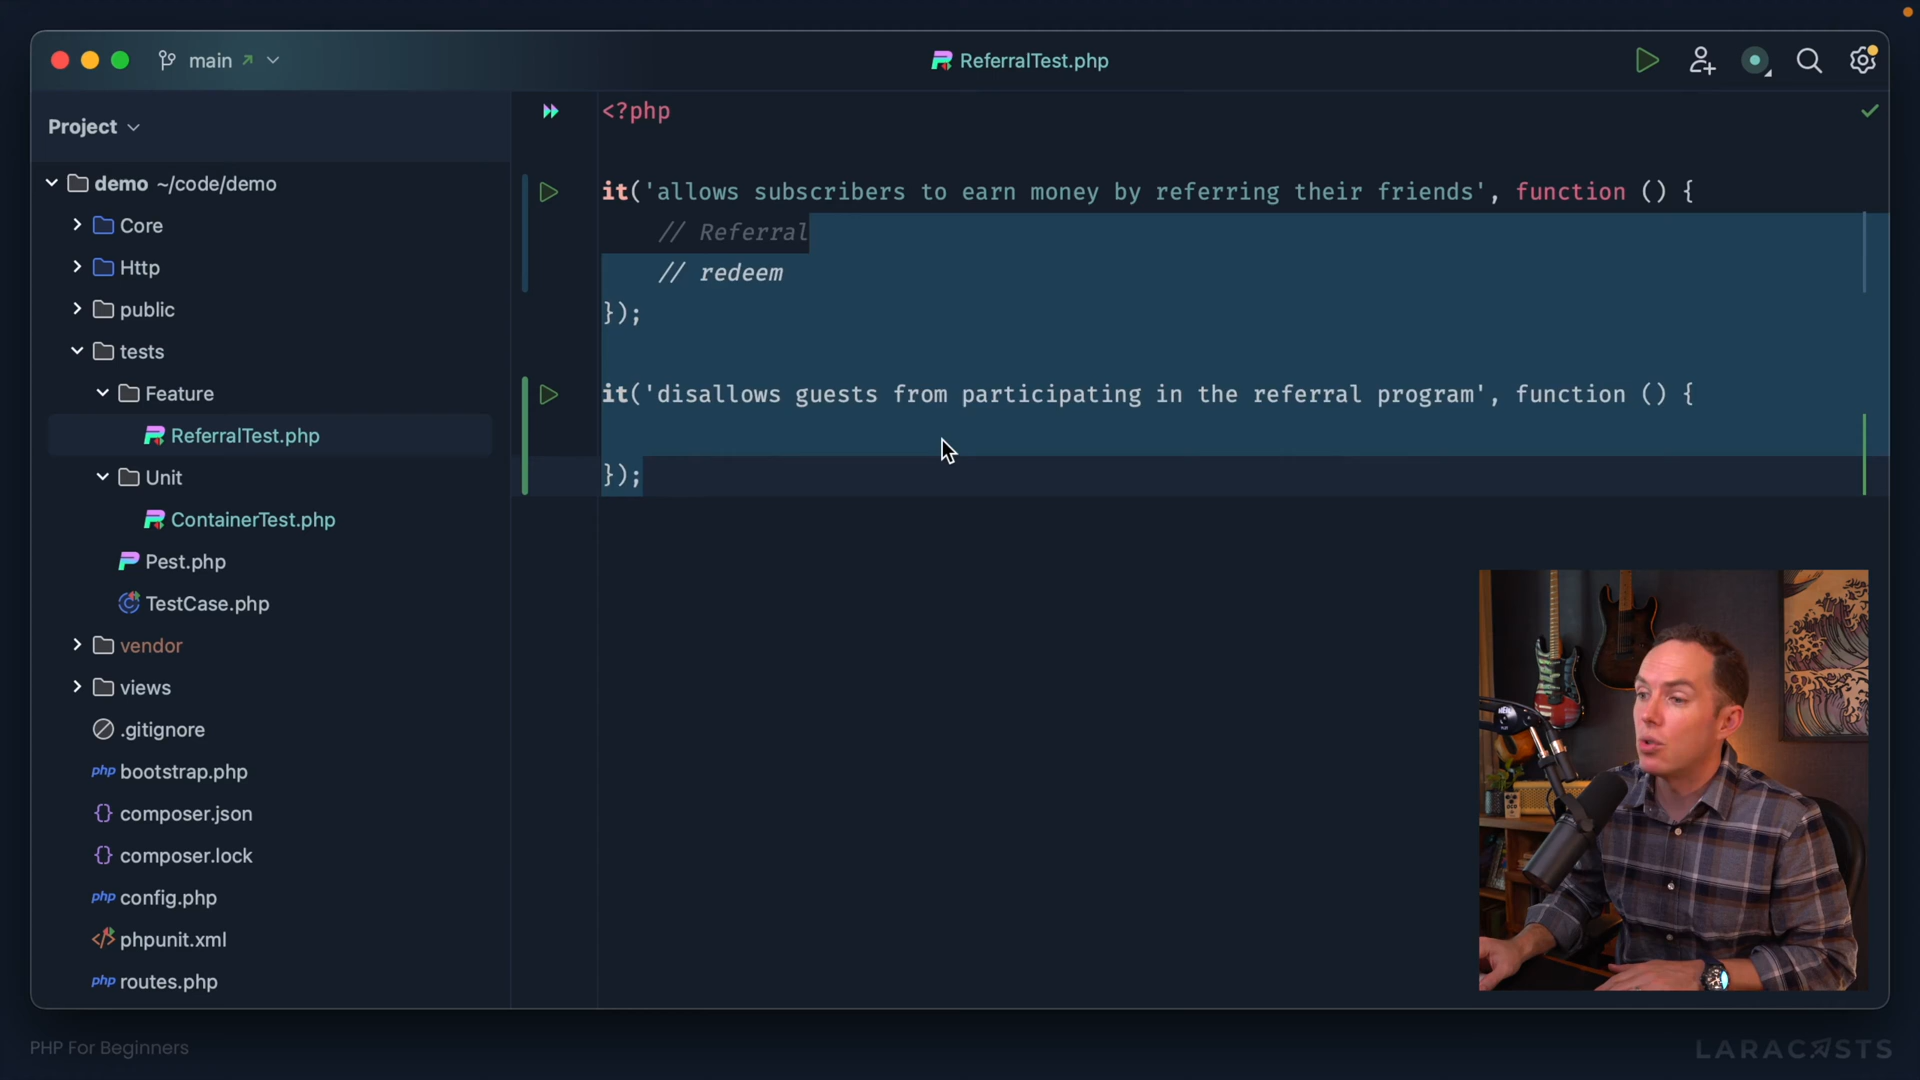 main
ReferralTest.php
Project
demo ~/code/demo
Core
Http
public
tests
Feature
ReferralTest.php
Unit
ContainerTest.php
Pest.php
TestCase.php
vendor
views
.gitignore
php bootstrap.php
{} composer.json
{} composer.lock
php config.php
</> phpunit.xml
php routes.php
<?php
it('allows subscribers to earn money by referring their friends', function () {
// Referral
// redeem
});
it('disallows guests from participating in the referral program', function () {
});
PHP For Beginners
LARACASTS